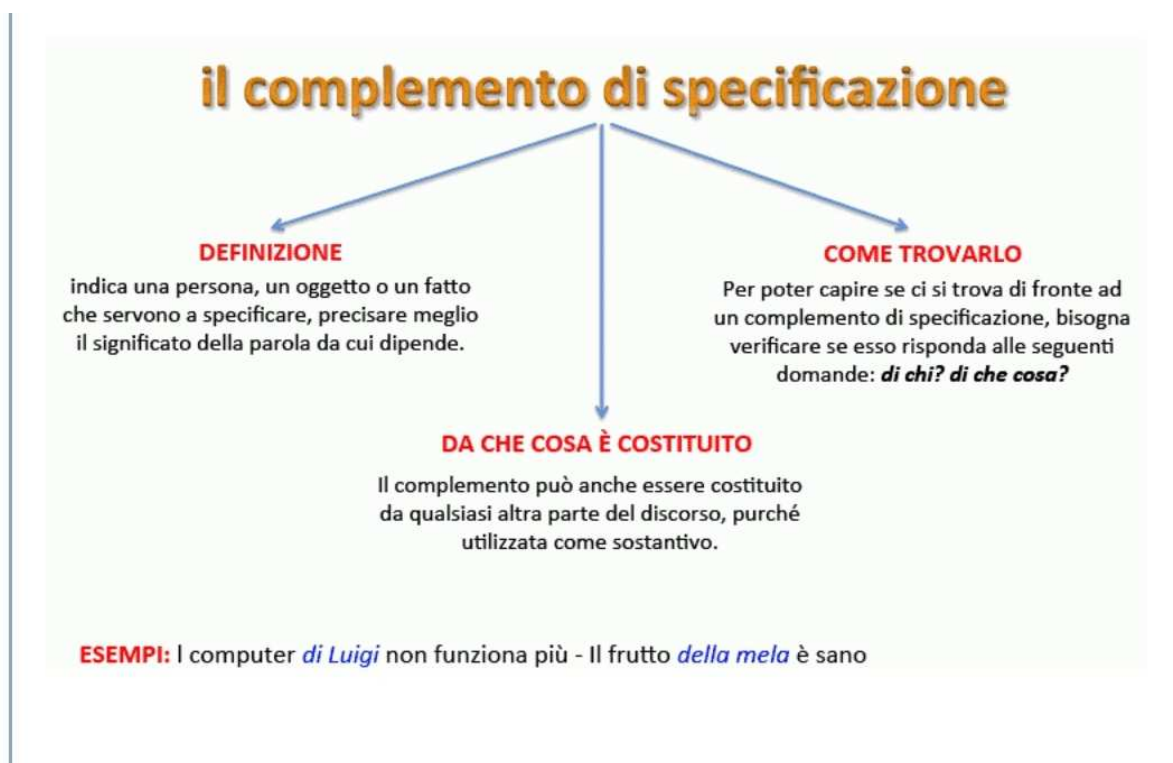 il complemento di specificazione
DEFINIZIONE
indica una persona, un oggetto o un fatto
che servono a specificare, precisare meglio
il significato della parola da cui dipende.
COME TROVARLO
Per poter capire se ci si trova di fronte ad
un complemento di specificazione, bisogna
verificare se esso risponda alle seguenti
domande: di chi? di che cosa?
DA CHE COSA È COSTITUITO
Il complemento può anche essere costituito
da qualsiasi altra parte del discorso, purché
utilizzata come sostantivo.
ESEMPI: l computer di Luigi non funziona più - Il frutto della mela è sano